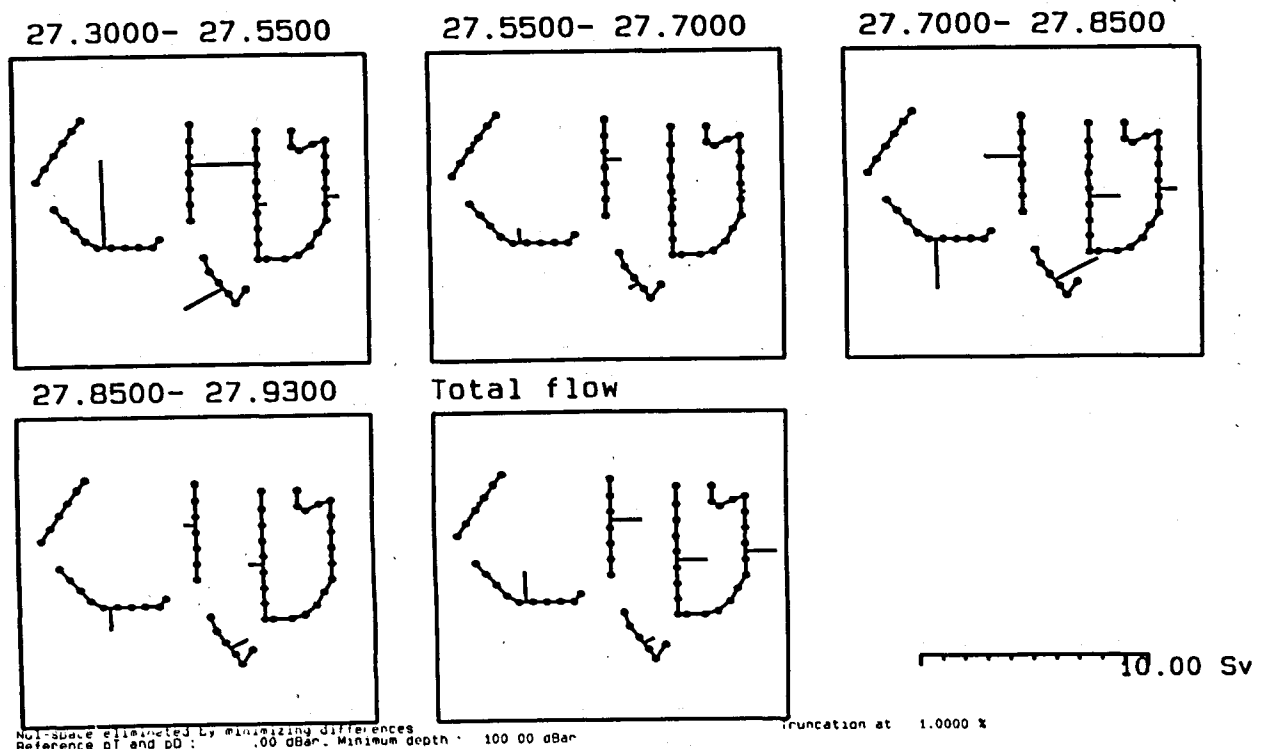 27.3000- 27.5500
27.5500- 27.7000
27.7000- 27.8500
27.8500- 27.9300
Total flow
10.00 Sv
Nul-space eliminated by minimizing differences
Truncation at 1.0000 %
Reference pT and pD : .00 dBar. Minimum depth : 100 00 dBar